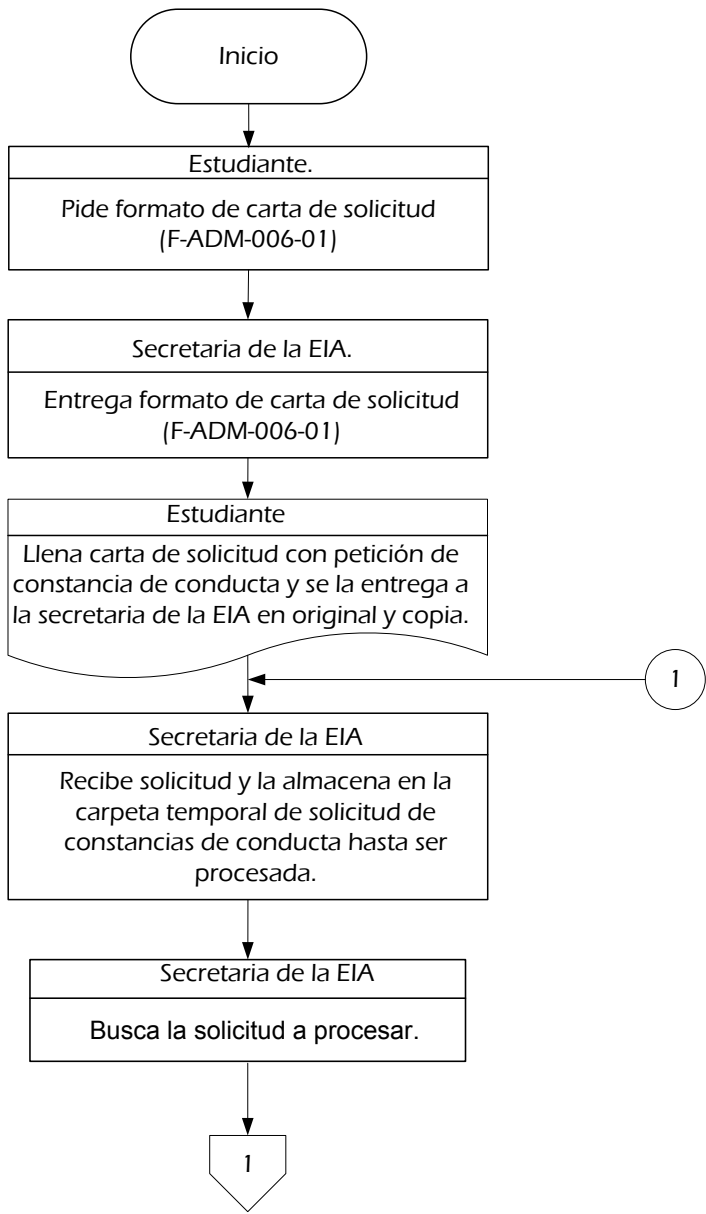 Inicio
Estudiante.
Pide formato de carta de solicitud
(F-ADM-006-01)
Secretaria de la EIA.
Entrega formato de carta de solicitud
(F-ADM-006-01)
Estudiante
Llena carta de solicitud con petición de
constancia de conducta y se la entrega a
la secretaria de la EIA en original y copia.
1
Secretaria de la EIA
Recibe solicitud y la almacena en la
carpeta temporal de solicitud de
constancias de conducta hasta ser
procesada.
Secretaria de la EIA
Busca la solicitud a procesar.
1